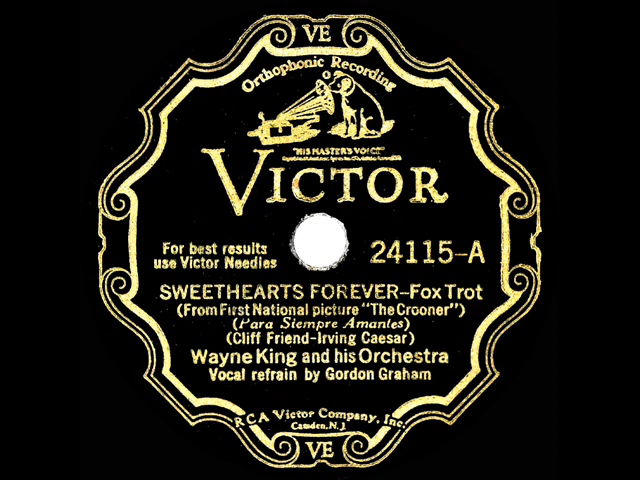 VE
Orthophonic Recording
"HIS MASTER'S VOICE"
VICTOR
For best results
use Victor Needles
24115-A
SWEETHEARTS FOREVER–Fox Trot
(From First National picture "The Crooner")
(Para Siempre Amantes)
(Cliff Friend-Irving Caesar)
Wayne King and his Orchestra
Vocal refrain by Gordon Graham
RCA Victor Company, Inc.
Camden, N.J.
VE